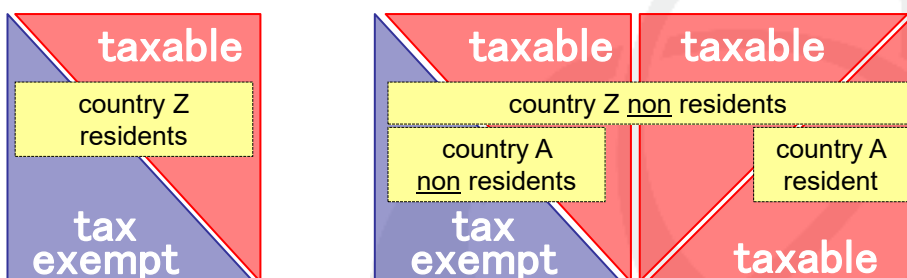 taxable
country Z
residents
tax
exempt
taxable
taxable
country Z non residents
country A
non residents
country A
resident
tax
exempt
taxable